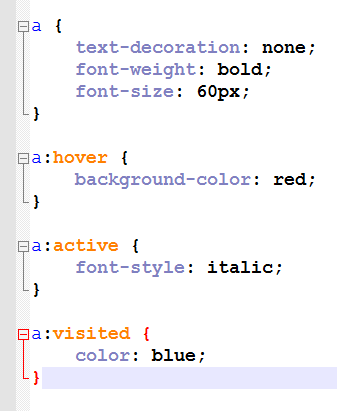 a {
    text-decoration: none;
    font-weight: bold;
    font-size: 60px;
}

a:hover {
    background-color: red;
}

a:active {
    font-style: italic;
}

a:visited {
    color: blue;
}